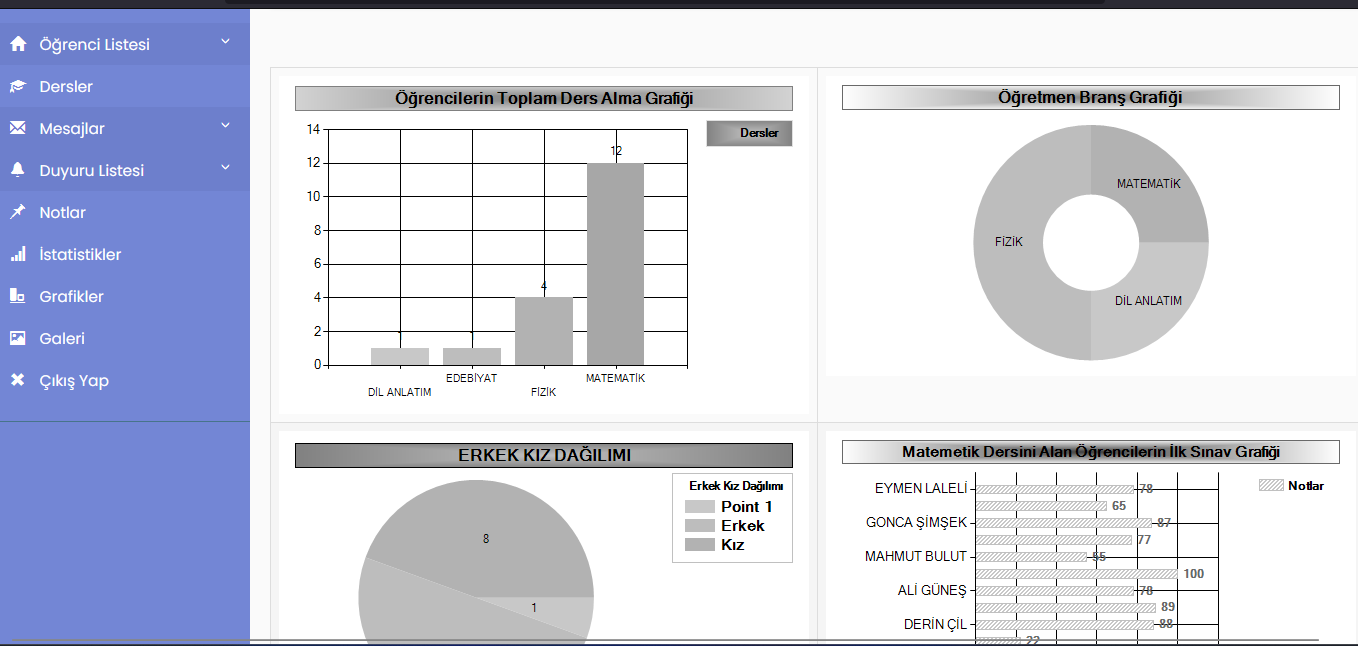 Öğrenci Listesi
Dersler
Mesajlar
Duyuru Listesi
Notlar
İstatistikler
Grafikler
Galeri
Çıkış Yap
Öğrencilerin Toplam Ders Alma Grafiği
Dersler
14
12
10
8
6
4
2
0
1
1
4
12
DİL ANLATIM
EDEBİYAT
FİZİK
MATEMATİK
Öğretmen Branş Grafiği
MATEMATİK
FİZİK
DİL ANLATIM
ERKEK KIZ DAĞILIMI
Erkek Kız Dağılımı
Point 1
Erkek
Kız
8
1
Matemetik Dersini Alan Öğrencilerin İlk Sınav Grafiği
Notlar
EYMEN LALELİ 78
65
GONCA ŞİMŞEK 87
77
MAHMUT BULUT 55
100
ALİ GÜNEŞ 78
89
DERİN ÇİL 88
22